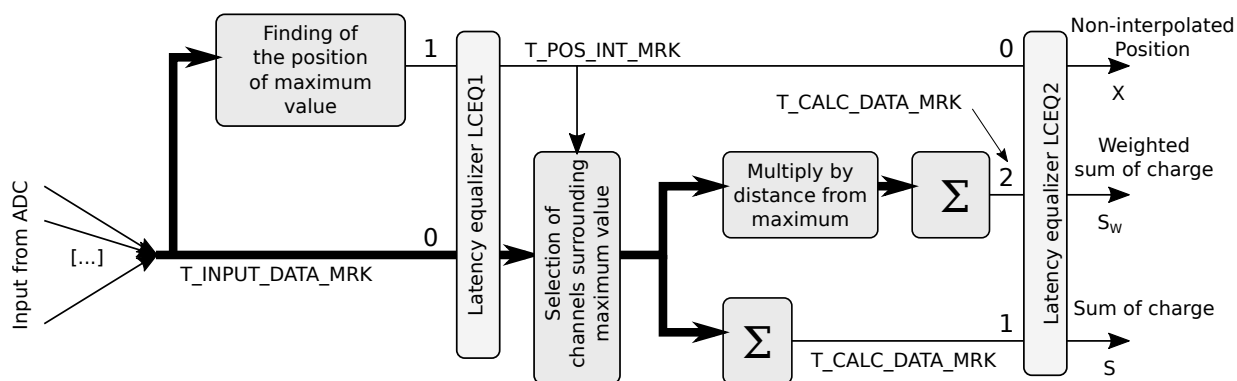 Finding of
the position
of maximum
value
1
Latency equalizer LCEQ1
T_POS_INT_MRK
0
Non-interpolated
Position
X
Latency equalizer LCEQ2
T_CALC_DATA_MRK
Input from ADC
[...]
T_INPUT_DATA_MRK
0
Selection of
channels surrounding
maximum value
Multiply by
distance from
maximum
Σ
2
Weighted
sum of charge
S_W
Σ
1
T_CALC_DATA_MRK
Sum of charge
S